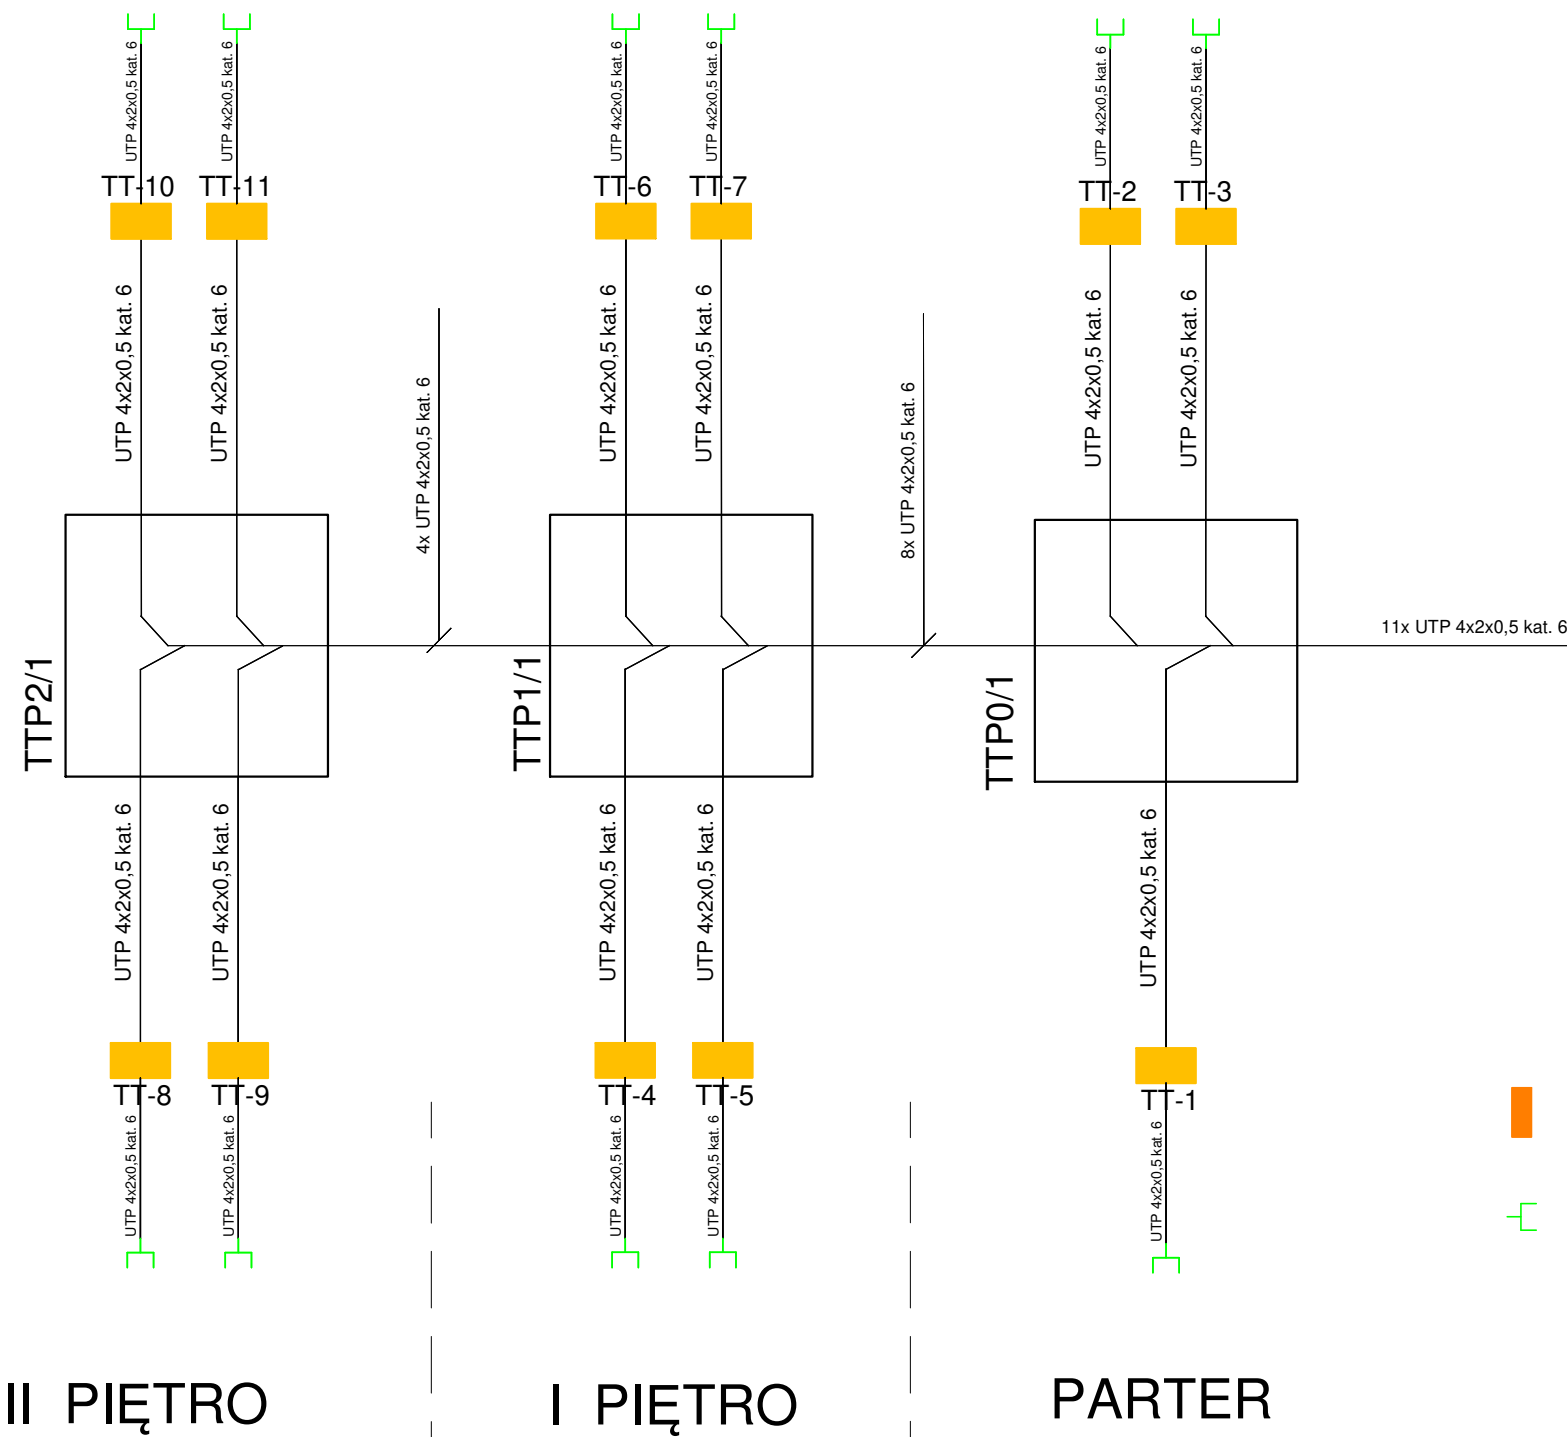 UTP 4x2x0,5 kat. 6
UTP 4x2x0,5 kat. 6
UTP 4x2x0,5 kat. 6
UTP 4x2x0,5 kat. 6
UTP 4x2x0,5 kat. 6
UTP 4x2x0,5 kat. 6
TT-10
TT-11
TT-6
TT-7
TT-2
TT-3
UTP 4x2x0,5 kat. 6
UTP 4x2x0,5 kat. 6
UTP 4x2x0,5 kat. 6
UTP 4x2x0,5 kat. 6
UTP 4x2x0,5 kat. 6
UTP 4x2x0,5 kat. 6
4x UTP 4x2x0,5 kat. 6
8x UTP 4x2x0,5 kat. 6
11x UTP 4x2x0,5 kat. 6
TTP2/1
TTP1/1
TTP0/1
UTP 4x2x0,5 kat. 6
UTP 4x2x0,5 kat. 6
UTP 4x2x0,5 kat. 6
UTP 4x2x0,5 kat. 6
UTP 4x2x0,5 kat. 6
TT-8
TT-9
TT-4
TT-5
TT-1
UTP 4x2x0,5 kat. 6
UTP 4x2x0,5 kat. 6
UTP 4x2x0,5 kat. 6
UTP 4x2x0,5 kat. 6
UTP 4x2x0,5 kat. 6
II PIĘTRO
I PIĘTRO
PARTER